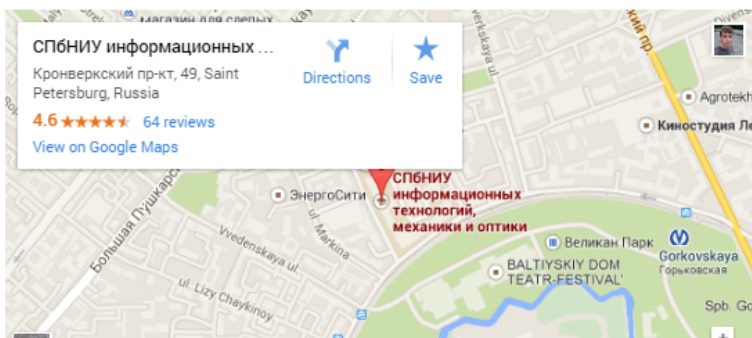 Магазин для слепых
СПбНИУ информационных ...
Кронверкский пр-кт, 49, Saint
Petersburg, Russia
4.6
64 reviews
View on Google Maps
Directions
Save
Agrotekh
Киностудия Ле
СПбНИУ
информационных
технологий,
механики и оптики
ЭнергоСити
Большая Пушкарс
ul. Markina
Vvedenskaya ul.
ul. Lizy Chaykinoy
Великан Парк
Gorkovskaya
Горьковская
BALTIYSKIY DOM
TEATR-FESTIVAL'
Spb. Go